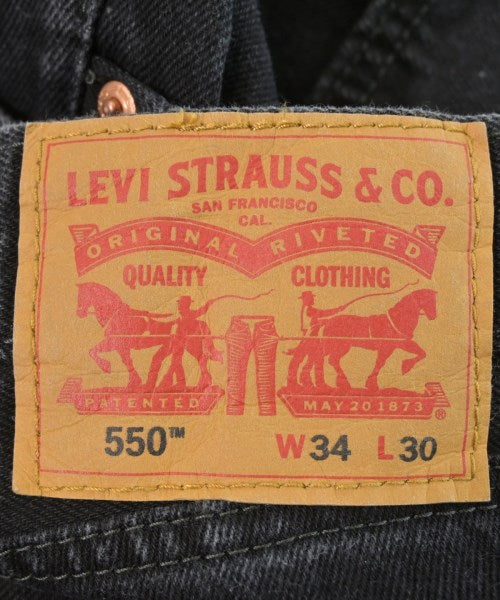 LEVI STRAUSS & CO.
SAN FRANCISCO
CAL.
ORIGINAL RIVETED
QUALITY CLOTHING
PATENTED MAY 20 1873 ®
550™ W34 L30